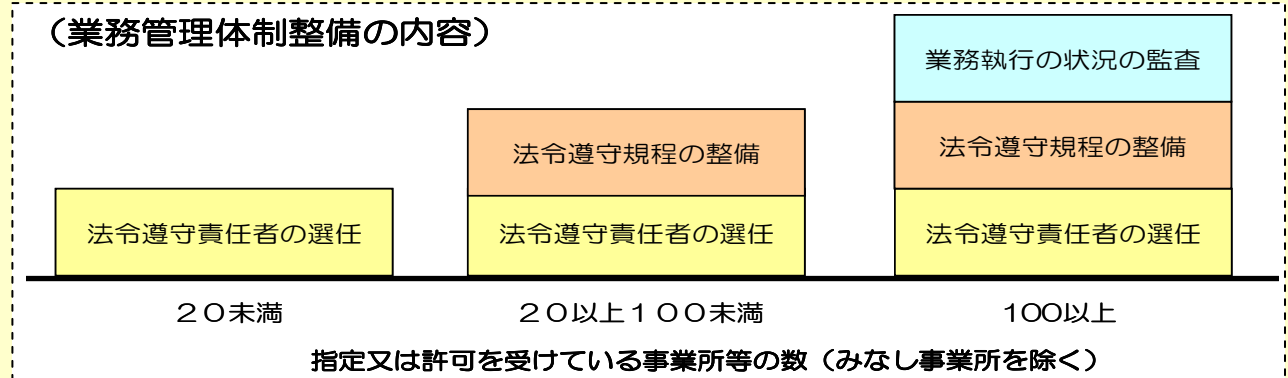 （業務管理体制整備の内容）
業務執行の状況の監査
法令遵守規程の整備
法令遵守規程の整備
法令遵守責任者の選任
法令遵守責任者の選任
法令遵守責任者の選任
２０未満
２０以上１００未満
100以上
指定又は許可を受けている事業所等の数（みなし事業所を除く）